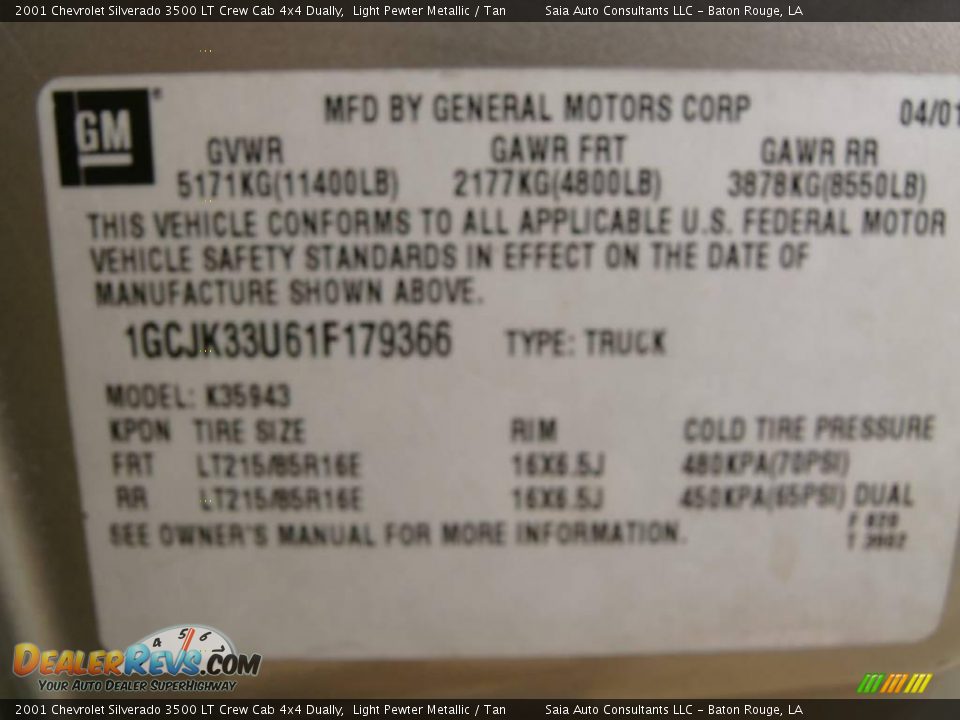 2001 Chevrolet Silverado 3500 LT Crew Cab 4x4 Dually, Light Pewter Metallic / Tan Saia Auto Consultants LLC - Baton Rouge, LA
GM
MFD BY GENERAL MOTORS CORP 04/01
GVWR GAWR FRT GAWR RR
5171KG(11400LB) 2177KG(4800LB) 3878KG(8550LB)
THIS VEHICLE CONFORMS TO ALL APPLICABLE U.S. FEDERAL MOTOR
VEHICLE SAFETY STANDARDS IN EFFECT ON THE DATE OF
MANUFACTURE SHOWN ABOVE.
1GCJK33U61F179366 TYPE: TRUCK
MODEL: K35943
KPDN TIRE SIZE RIM COLD TIRE PRESSURE
FRT LT215/85R16E 16X6.5J 480KPA(70PSI)
RR LT215/85R16E 16X6.5J 450KPA(65PSI) DUAL
SEE OWNER'S MANUAL FOR MORE INFORMATION.
4 5 6 7
DEALERREVS.COM
YOUR AUTO DEALER SUPERHIGHWAY
2001 Chevrolet Silverado 3500 LT Crew Cab 4x4 Dually, Light Pewter Metallic / Tan Saia Auto Consultants LLC - Baton Rouge, LA